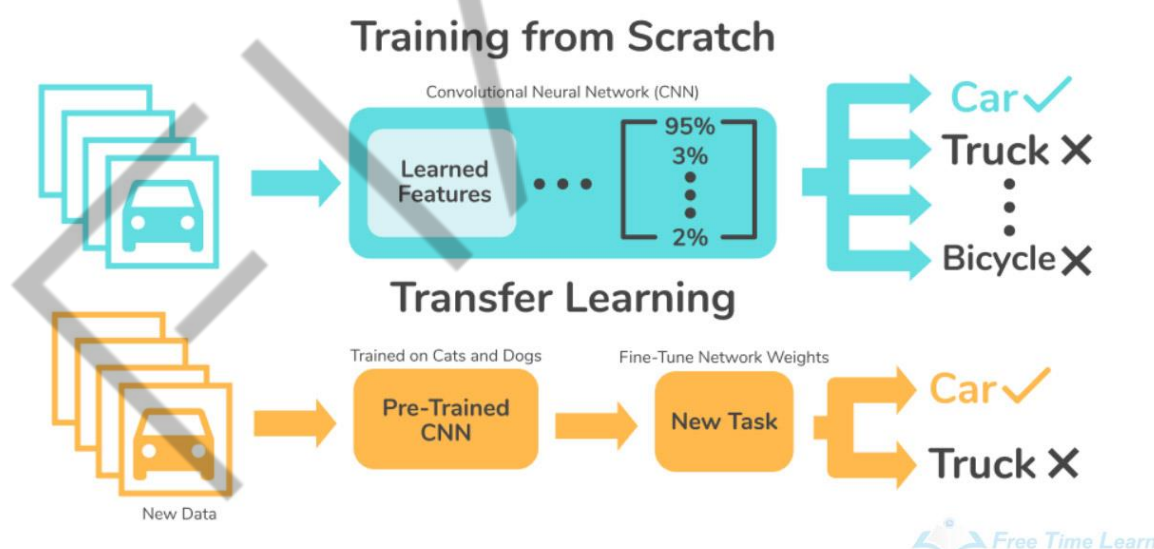 Training from Scratch
Convolutional Neural Network (CNN)
Learned
Features
95%
3%
2%
Car
Truck
Bicycle
Transfer Learning
Trained on Cats and Dogs
Fine-Tune Network Weights
Pre-Trained
CNN
New Task
Car
Truck
New Data
Free Time Learn